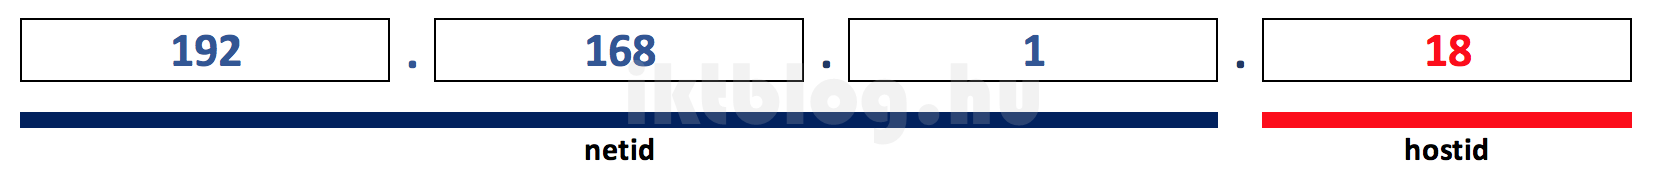 192 . 168 . 1 . 18
iktblog.hu
netid hostid